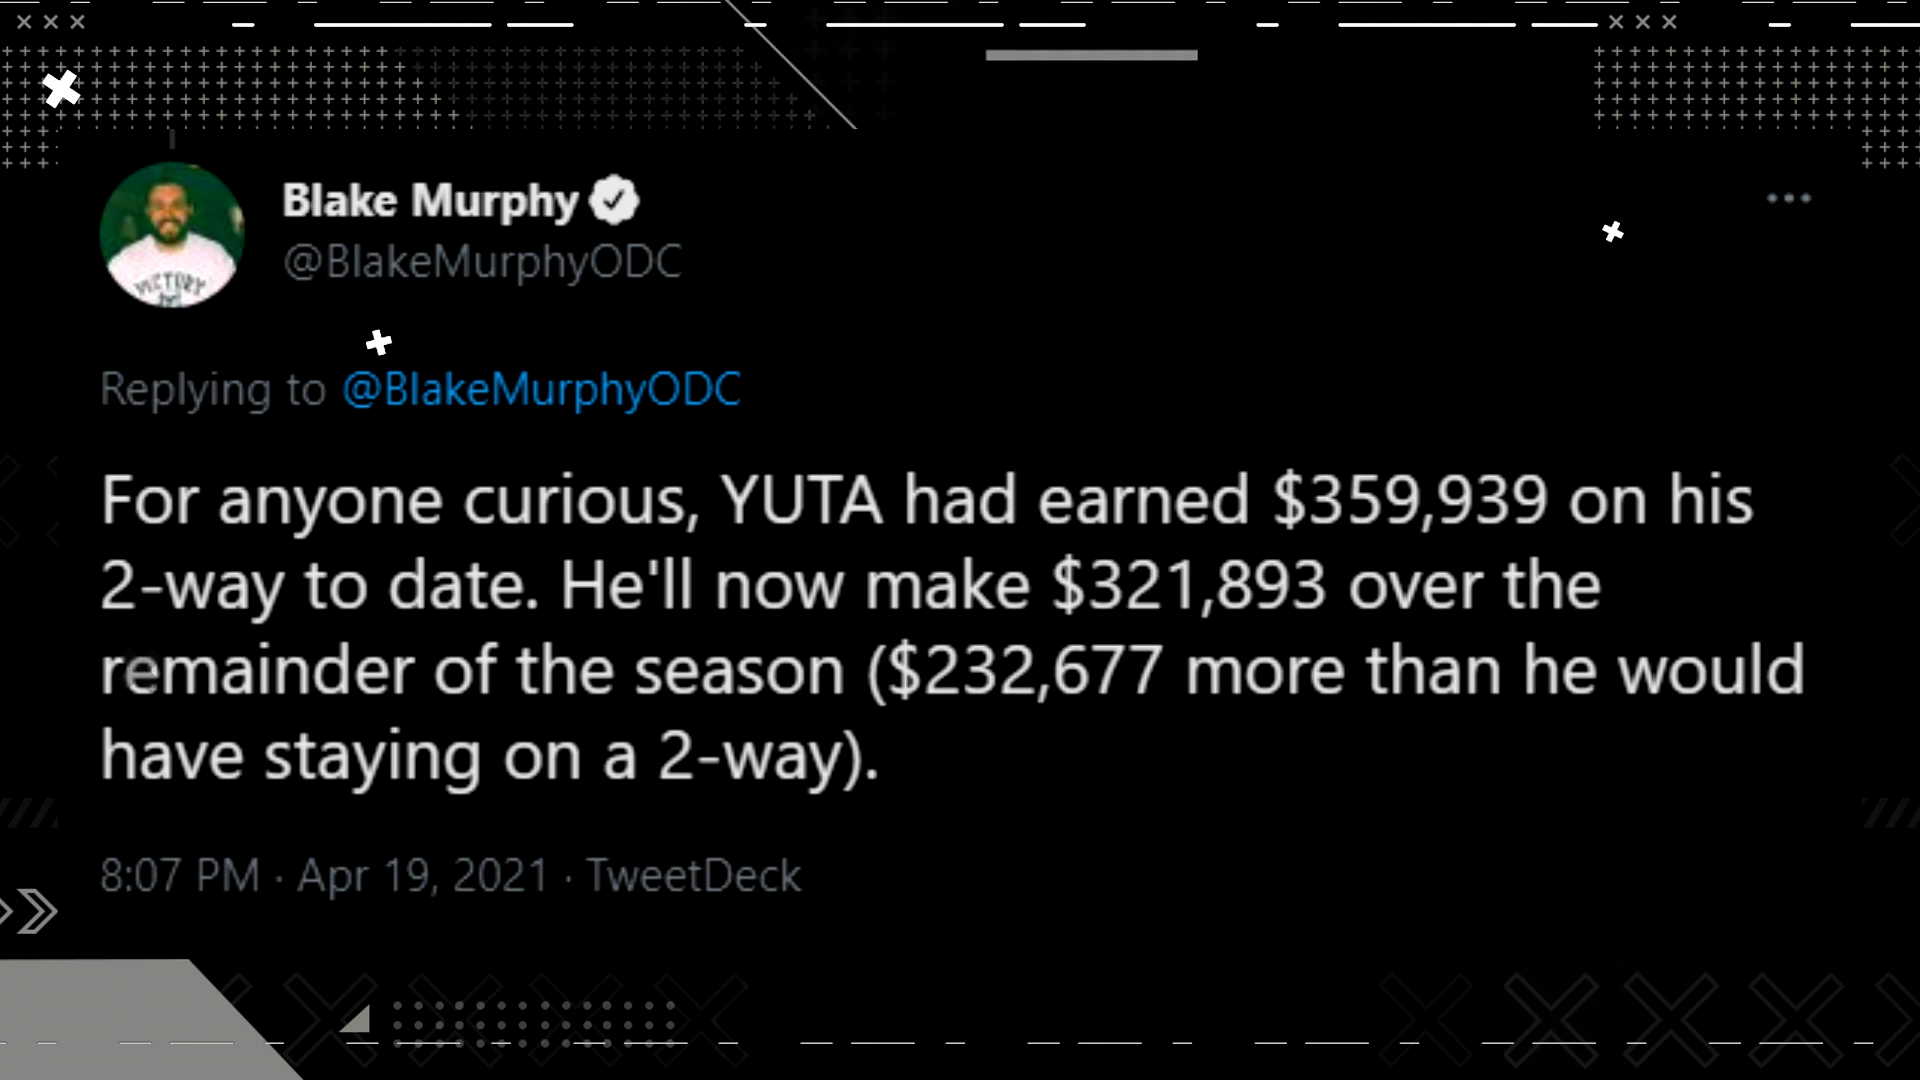 Blake Murphy
@BlakeMurphyODC
Replying to @BlakeMurphyODC
For anyone curious, YUTA had earned $359,939 on his
2-way to date. He'll now make $321,893 over the
remainder of the season ($232,677 more than he would
have staying on a 2-way).
8:07 PM · Apr 19, 2021 · TweetDeck
VICTORY